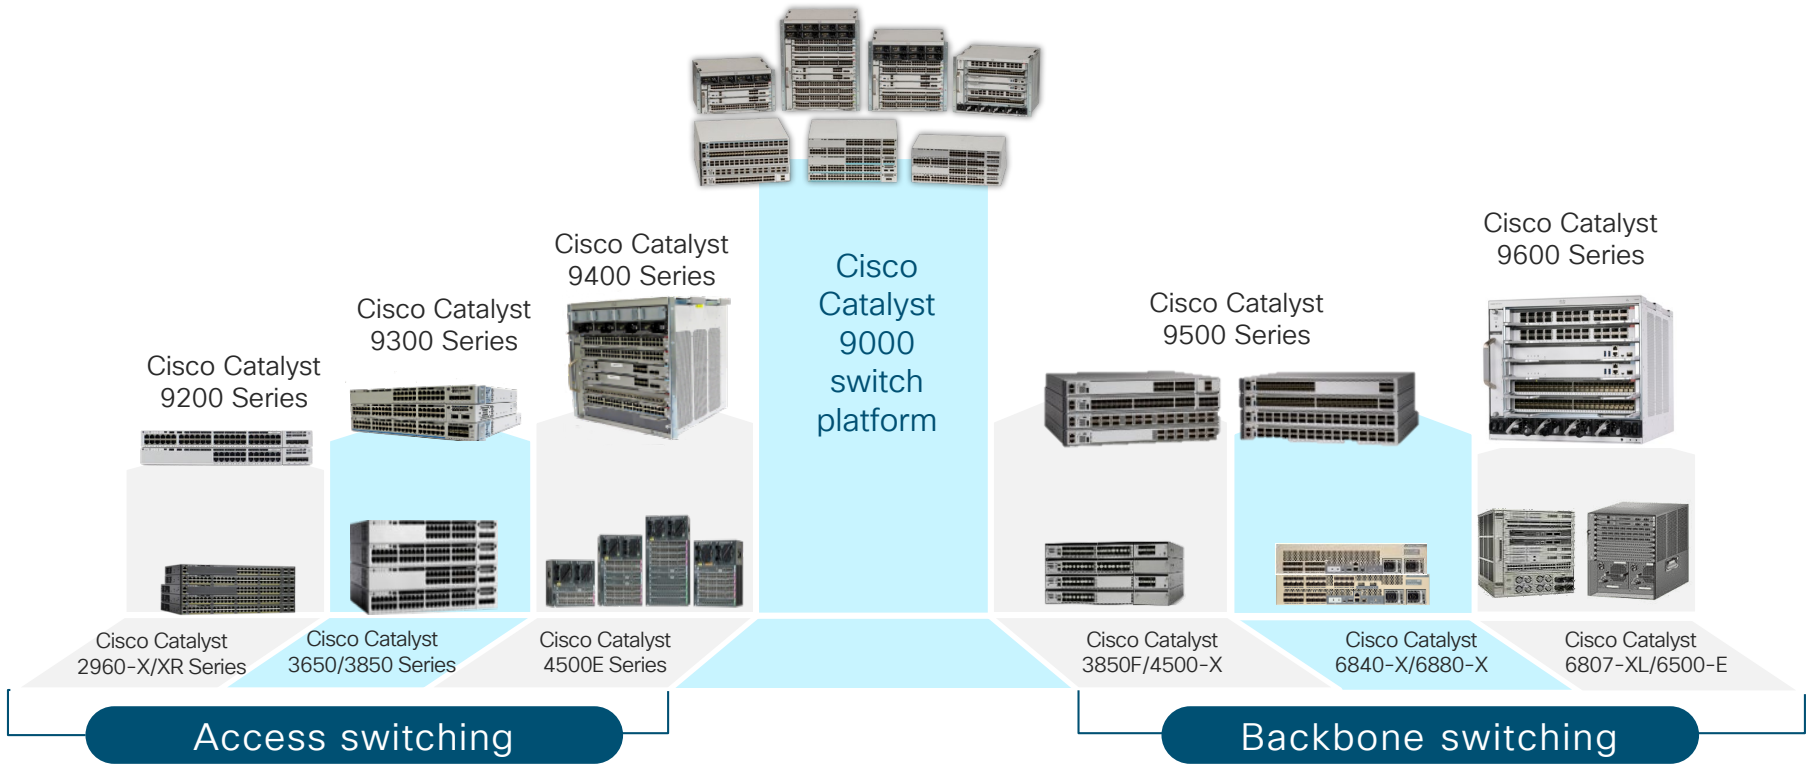 Cisco Catalyst
9200 Series
Cisco Catalyst
9300 Series
Cisco Catalyst
9400 Series
Cisco
Catalyst
9000
switch
platform
Cisco Catalyst
9500 Series
Cisco Catalyst
9600 Series
Cisco Catalyst
2960-X/XR Series
Cisco Catalyst
3650/3850 Series
Cisco Catalyst
4500E Series
Cisco Catalyst
3850F/4500-X
Cisco Catalyst
6840-X/6880-X
Cisco Catalyst
6807-XL/6500-E
Access switching
Backbone switching